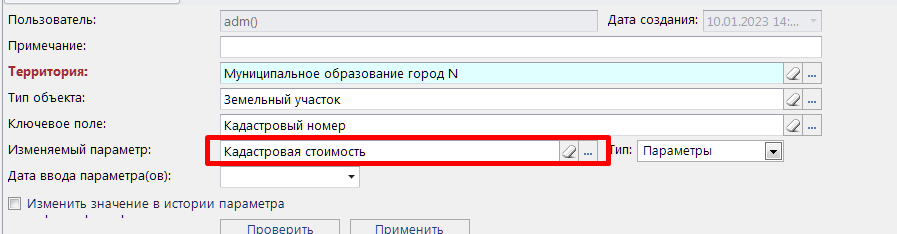 Пользователь: adm() Дата создания: 10.01.2023 14:...
Примечание:
Территория: Муниципальное образование город N ...
Тип объекта: Земельный участок ...
Ключевое поле: Кадастровый номер ...
Изменяемый параметр: Кадастровая стоимость ... Тип: Параметры
Дата ввода параметра(ов):
Изменить значение в истории параметра
Проверить Применить